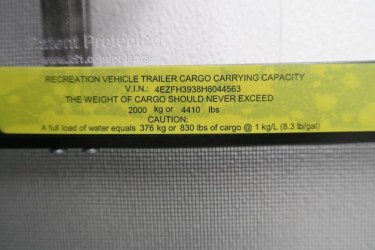 Patent Protected
RECREATION VEHICLE TRAILER CARGO CARRYING CAPACITY
V.I.N.: 4EZFH3938H6044563
THE WEIGHT OF CARGO SHOULD NEVER EXCEED
2000 kg or 4410 lbs
CAUTION:
A full load of water equals 376 kg or 830 lbs of cargo @ 1 kg/L (8.3 lb/gal)